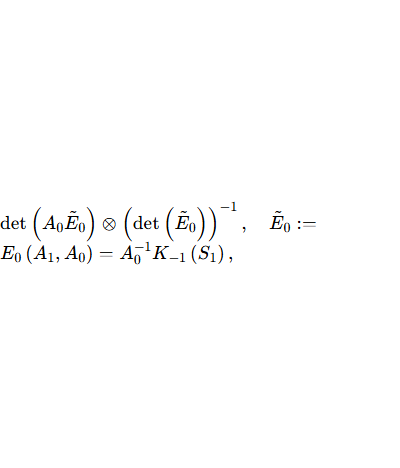 det (A₀Ẽ₀) ⊗ (det (Ẽ₀))⁻¹ , Ẽ₀ :=
E₀ (A₁, A₀) = A₀⁻¹K₋₁ (S₁) ,